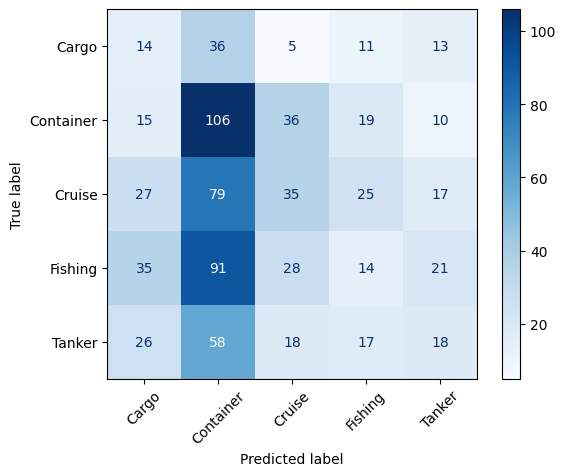 True label
Cargo 14 36 5 11 13
Container 15 106 36 19 10
Cruise 27 79 35 25 17
Fishing 35 91 28 14 21
Tanker 26 58 18 17 18
Cargo Container Cruise Fishing Tanker
Predicted label
100
80
60
40
20